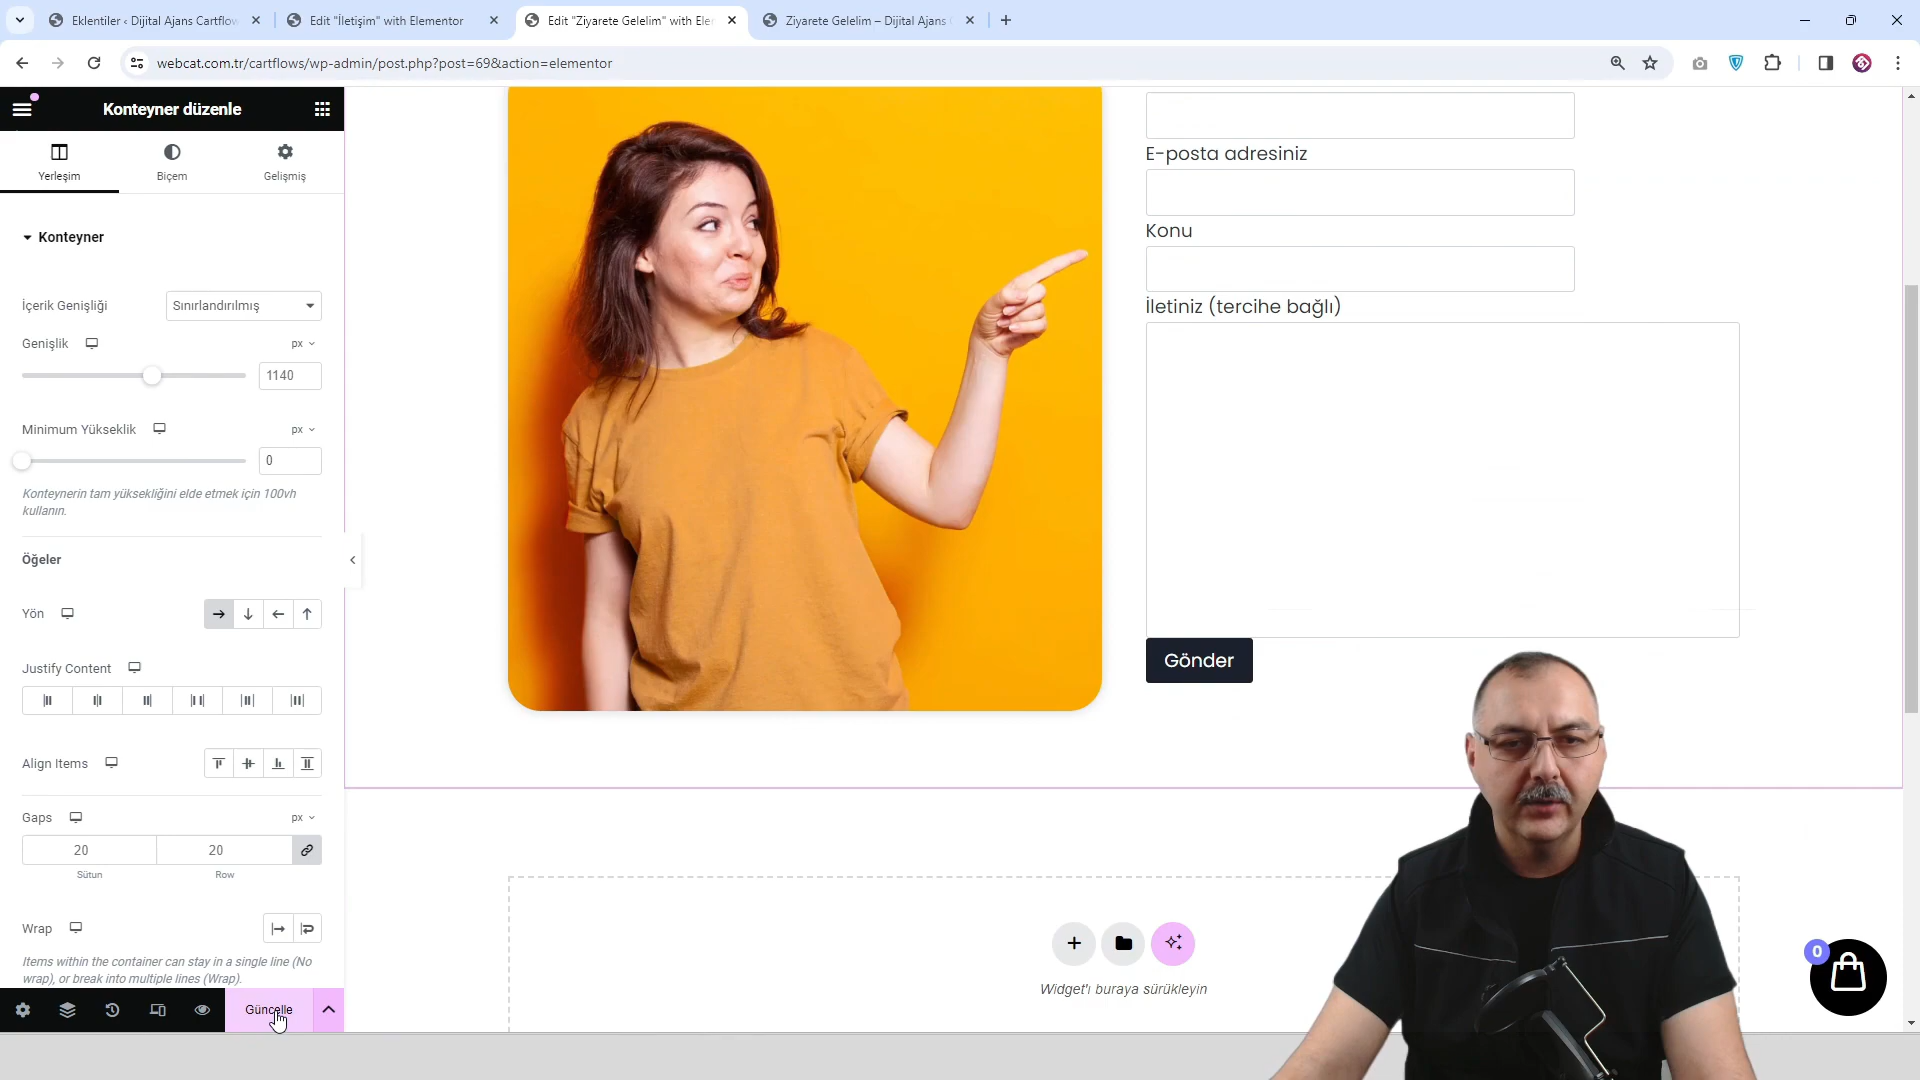 Eklentiler ‹ Dijital Ajans Cartflow
Edit "İletişim" with Elementor
Edit "Ziyarete Gelelim" with Ele
Ziyarete Gelelim – Dijital Ajans
webcat.com.tr/cartflows/wp-admin/post.php?post=69&action=elementor
Konteyner düzenle
Yerleşim
Biçem
Gelişmiş
Konteyner
İçerik Genişliği
Sınırlandırılmış
Genişlik
px
1140
Minimum Yükseklik
px
0
Konteynerin tam yüksekliğini elde etmek için 100vh
kullanın.
Öğeler
Yön
Justify Content
Align Items
Gaps
px
20
20
Sütun
Row
Wrap
Items within the container can stay in a single line (No
wrap), or break into multiple lines (Wrap).
Güncelle
E-posta adresiniz
Konu
İletiniz (tercihe bağlı)
Gönder
Widget'ı buraya sürükleyin
0